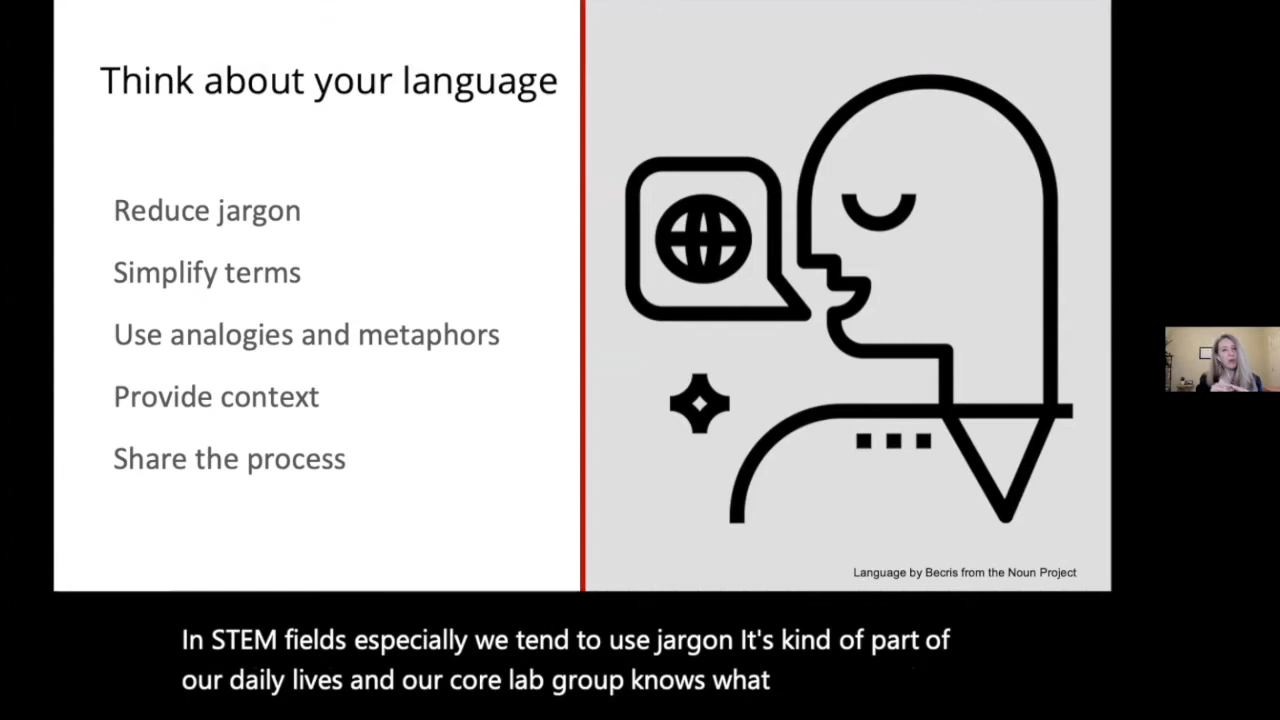 Think about your language
Reduce jargon
Simplify terms
Use analogies and metaphors
Provide context
Share the process
Language by Becris from the Noun Project
In STEM fields especially we tend to use jargon It's kind of part of
our daily lives and our core lab group knows what